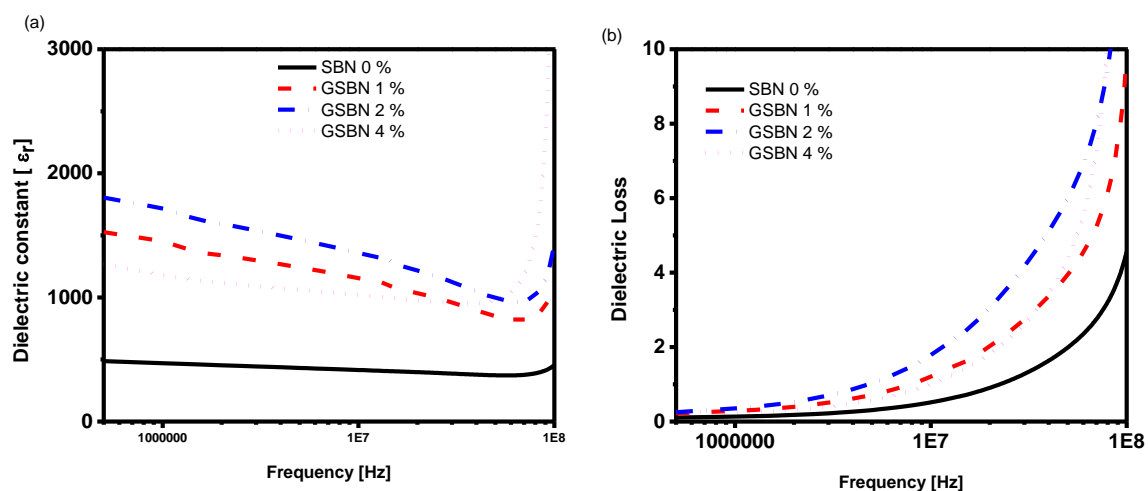 (a)
3000
2000
1000
0
Dielectric constant [ εr]
SBN 0 %
GSBN 1 %
GSBN 2 %
GSBN 4 %
1000000
1E7
1E8
Frequency [Hz]
(b)
10
8
6
4
2
0
Dielectric Loss
SBN 0 %
GSBN 1 %
GSBN 2 %
GSBN 4 %
1000000
1E7
1E8
Frequency [Hz]